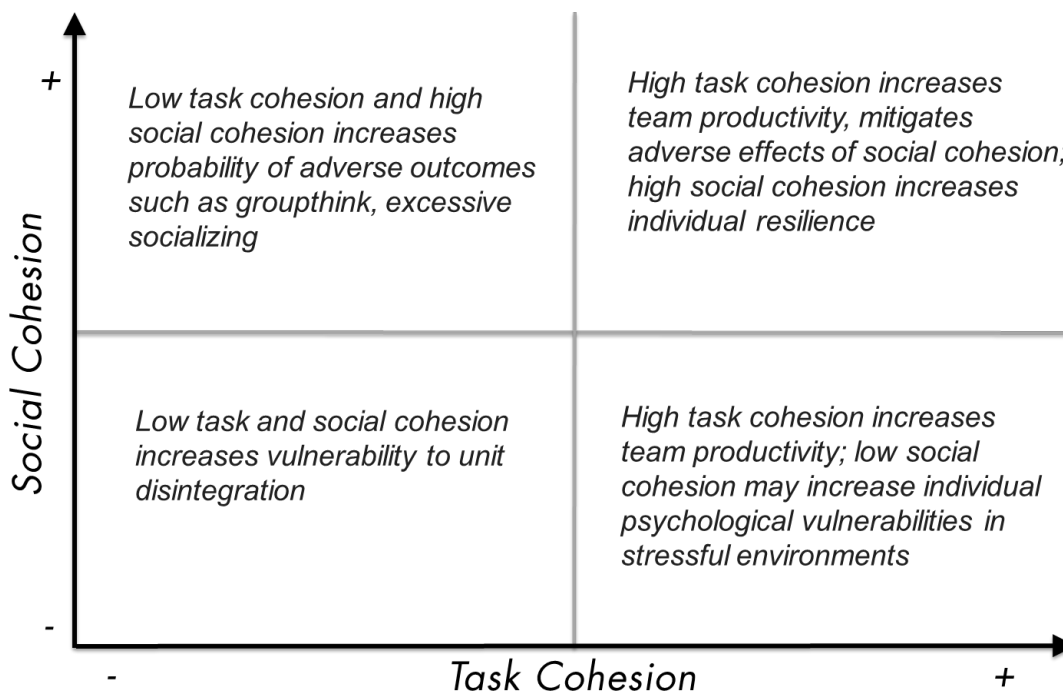 +
Low task cohesion and high
social cohesion increases
probability of adverse outcomes
such as groupthink, excessive
socializing
High task cohesion increases
team productivity, mitigates
adverse effects of social cohesion;
high social cohesion increases
individual resilience
Social Cohesion
Low task and social cohesion
increases vulnerability to unit
disintegration
High task cohesion increases
team productivity; low social
cohesion may increase individual
psychological vulnerabilities in
stressful environments
-
-
Task Cohesion
+